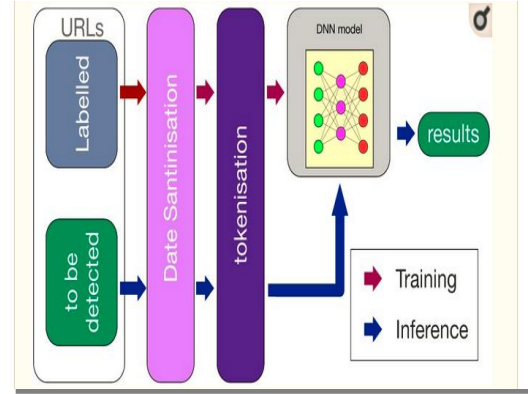 URLs
Labelled
to be
detected
Date Santinisation
tokenisation
DNN model
results
Training
Inference